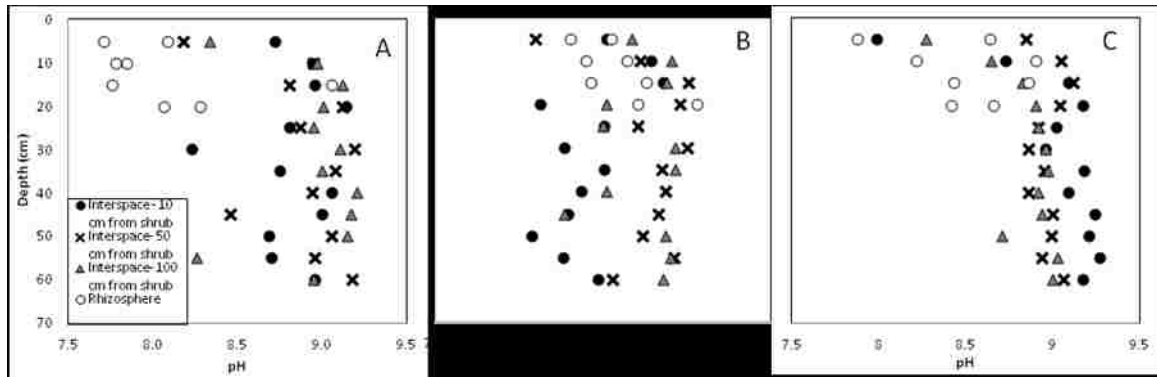 0
10
20
30
40
50
60
70
Depth (cm)
A
B
C
Interspace- 10
cm from shrub
Interspace- 50
cm from shrub
Interspace- 100
cm from shrub
Rhizosphere
7.5 8.0 8.5 9.0 9.5
pH
7.5 8 8.5 9 9.5
pH